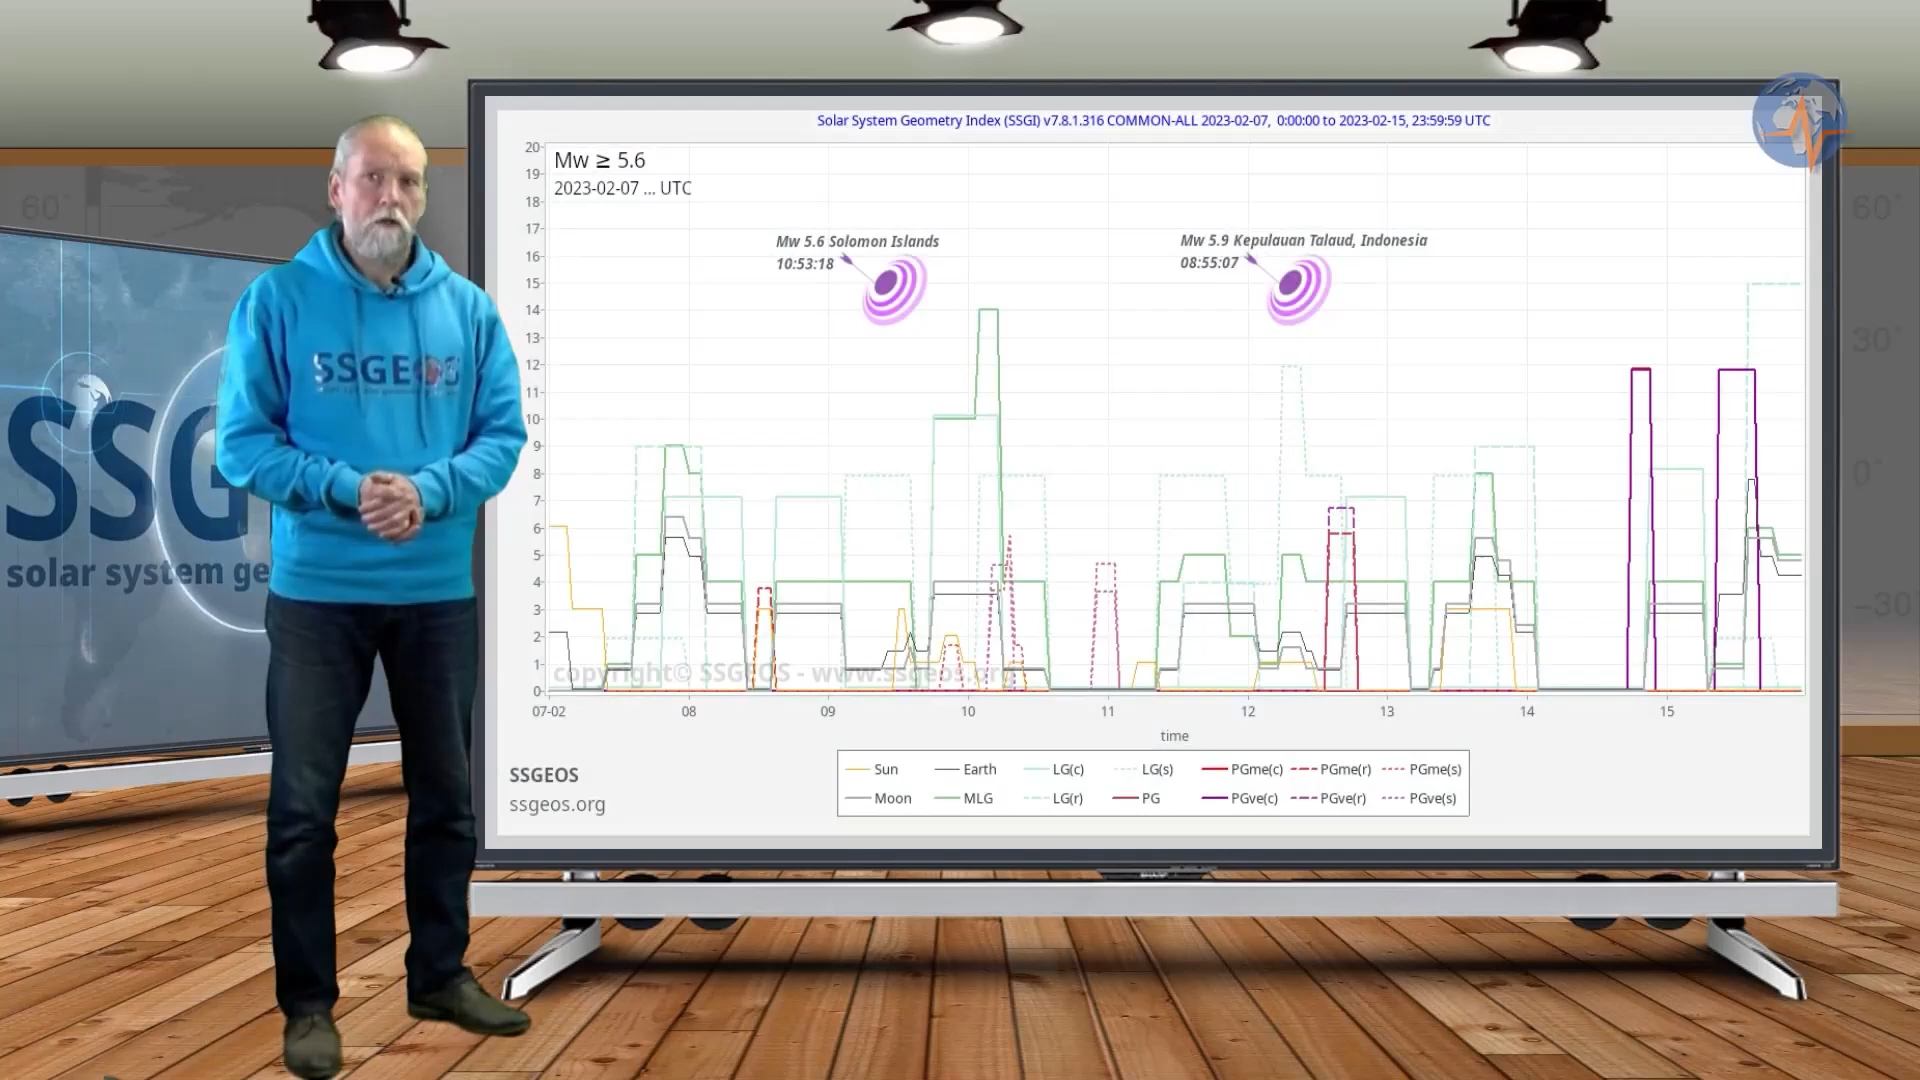 Solar System Geometry Index (SSGI) v7.8.1.316 COMMON-ALL 2023-02-07, 0:00:00 to 2023-02-15, 23:59:59 UTC
20
19
18
17
16
15
14
13
12
11
10
9
8
7
6
5
4
3
2
1
0
Mw ≥ 5.6
2023-02-07 ... UTC
Mw 5.6 Solomon Islands
10:53:18
Mw 5.9 Kepulauan Talaud, Indonesia
08:55:07
copyright© SSGEOS - www.ssgeos.org
07-02 08 09 10 11 12 13 14 15
time
SSGEOS
ssgeos.org
Sun Earth LG(c) LG(s) PGme(c) PGme(r) PGme(s)
Moon MLG LG(r) PG PGve(c) PGve(r) PGve(s)
SSGEOS
60°
SSG
solar system ge
60°
30°
0°
-30°